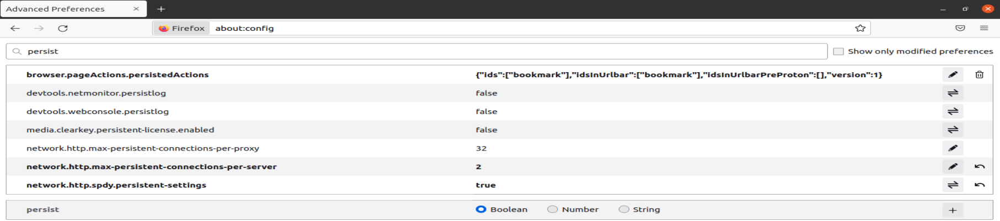 Advanced Preferences
Firefox about:config
persist Show only modified preferences
browser.pageActions.persistedActions {"ids":["bookmark"],"idsInUrlbar":["bookmark"],"idsInUrlbarPreProton":[],"version":1}
devtools.netmonitor.persistlog false
devtools.webconsole.persistlog false
media.clearkey.persistent-license.enabled false
network.http.max-persistent-connections-per-proxy 32
network.http.max-persistent-connections-per-server 2
network.http.spdy.persistent-settings true
persist Boolean Number String